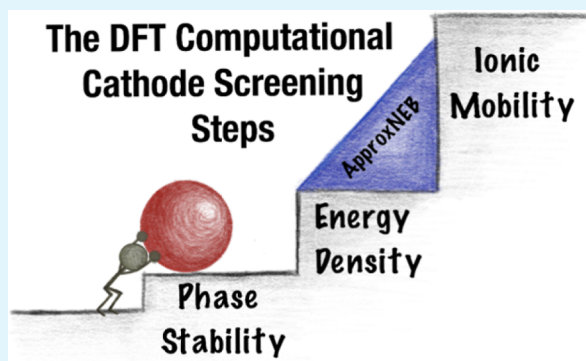 The DFT Computational
Cathode Screening
Steps
Ionic
Mobility
ApproxNEB
Energy
Density
Phase
Stability